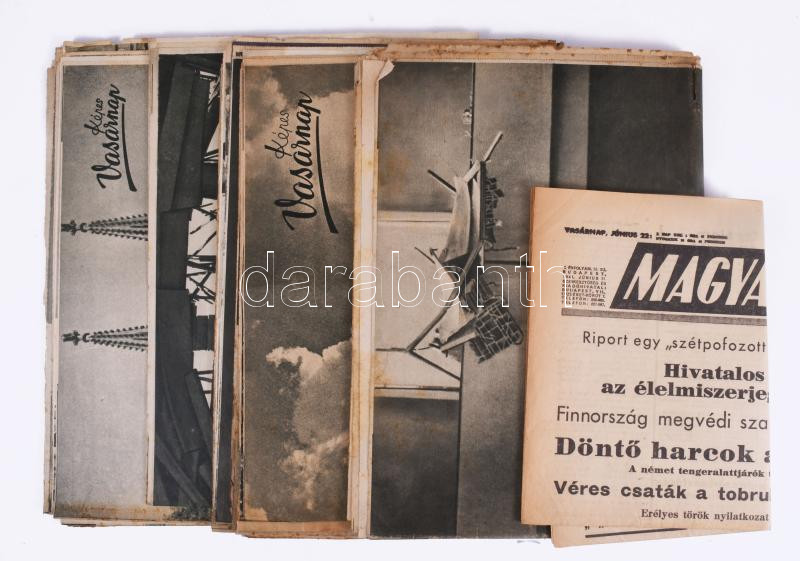 Képes
Vasárnap
Képes
Vasárnap
darabanth
VASÁRNAP, JÚNIUS 22:
BUDAPEST,
MAGYA
Riport egy „szétpofozott
Hivatalos
az élelmiszerje
Finnország megvédi sza
Döntő harcok a
A német tengeralattjárók
Véres csaták a tobru
Erélyes török nyilatkozat